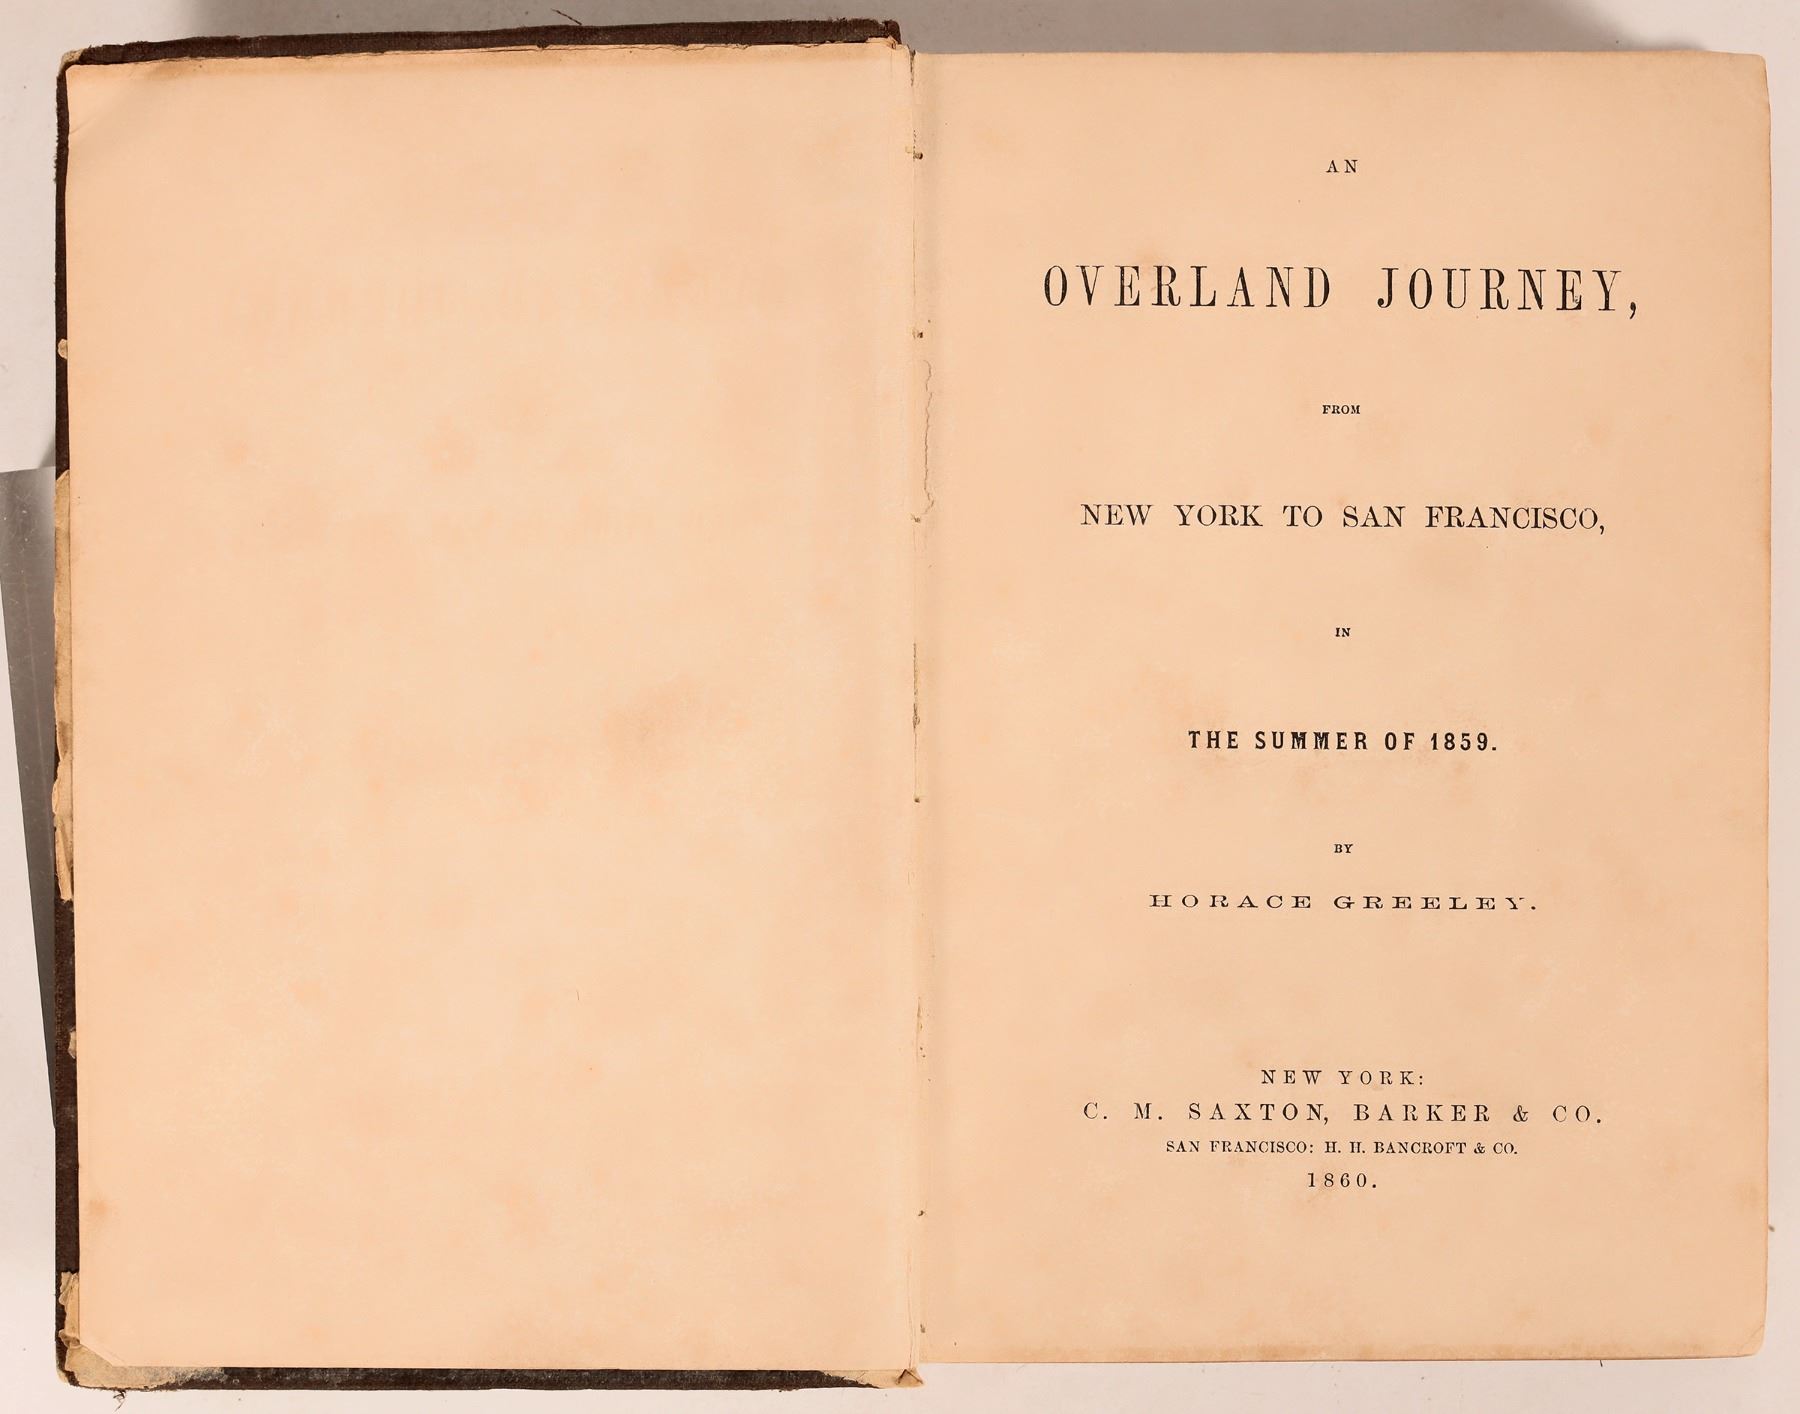 AN
OVERLAND JOURNEY,
FROM
NEW YORK TO SAN FRANCISCO,
IN
THE SUMMER OF 1859.
BY
HORACE GREELEY.
NEW YORK:
C. M. SAXTON, BARKER & CO.
SAN FRANCISCO: H. H. BANCROFT & CO.
1860.